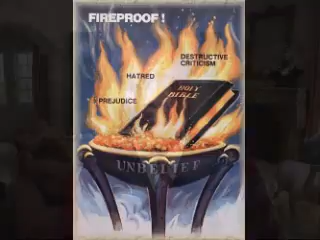 FIREPROOF!
DESTRUCTIVE
CRITICISM
HATRED
HOLY
BIBLE
PREJUDICE
UNBELIEF